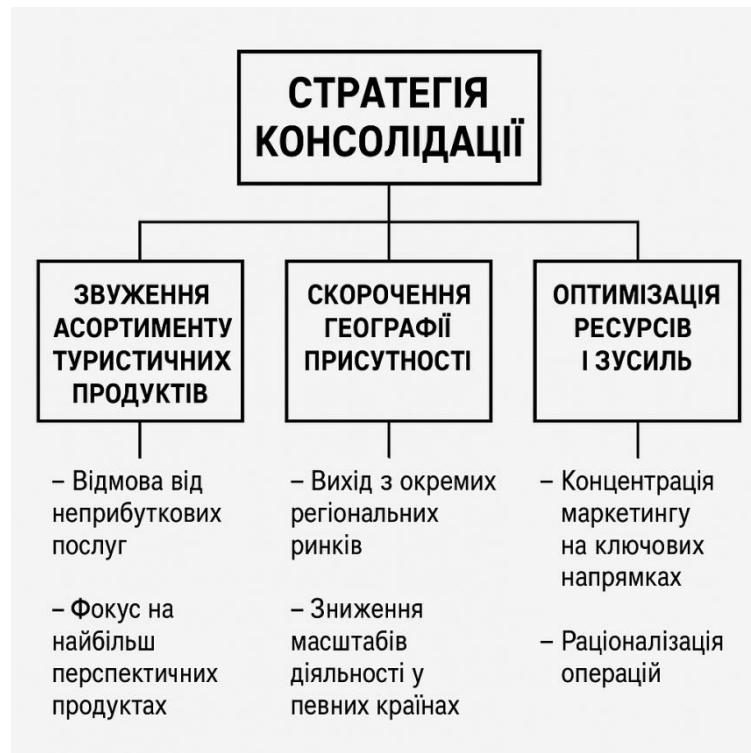 СТРАТЕГІЯ
КОНСОЛІДАЦІЇ
ЗВУЖЕННЯ
АСОРТИМЕНТУ
ТУРИСТИЧНИХ
ПРОДУКТІВ
– Відмова від
неприбуткових
послуг
– Фокус на
найбільш
перспектичних
продуктах
СКОРОЧЕННЯ
ГЕОГРАФІЇ
ПРИСУТНОСТІ
– Вихід з окремих
регіональних
ринків
– Зниження
масштабів
діяльності у
певних країнах
ОПТИМІЗАЦІЯ
РЕСУРСІВ
І ЗУСИЛЬ
– Концентрація
маркетингу
на ключових
напрямках
– Раціоналізація
операцій